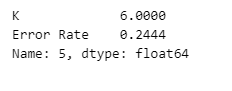 K             6.0000
Error Rate    0.2444
Name: 5, dtype: float64